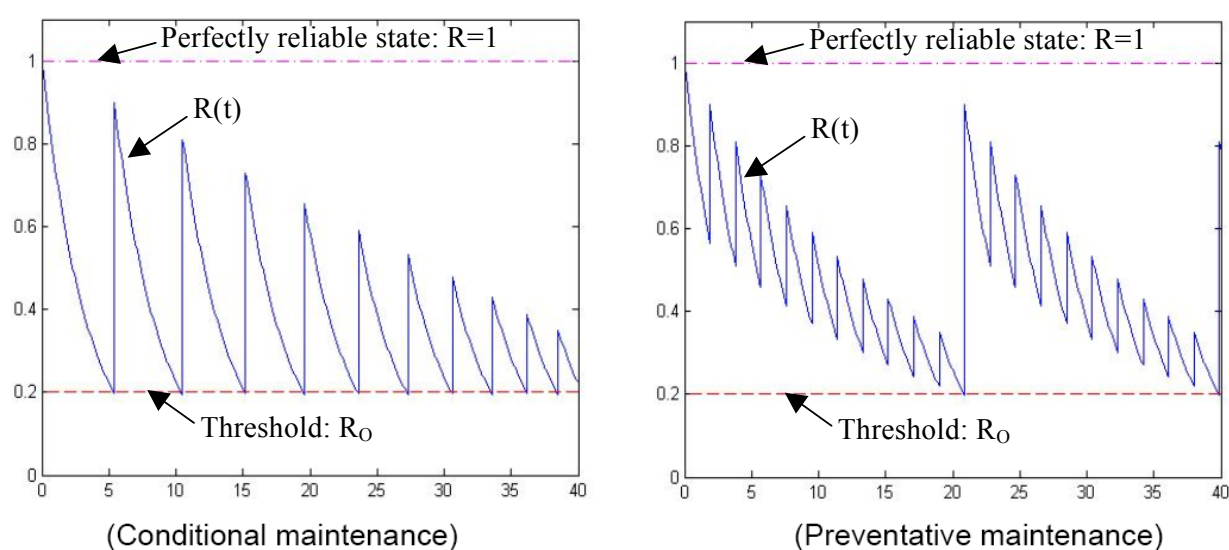 Perfectly reliable state: R=1
R(t)
Threshold: RO
1
0.8
0.6
0.4
0.2
0
0 5 10 15 20 25 30 35 40
(Conditional maintenance)
Perfectly reliable state: R=1
R(t)
Threshold: RO
1
0.8
0.6
0.4
0.2
0
0 5 10 15 20 25 30 35 40
(Preventative maintenance)